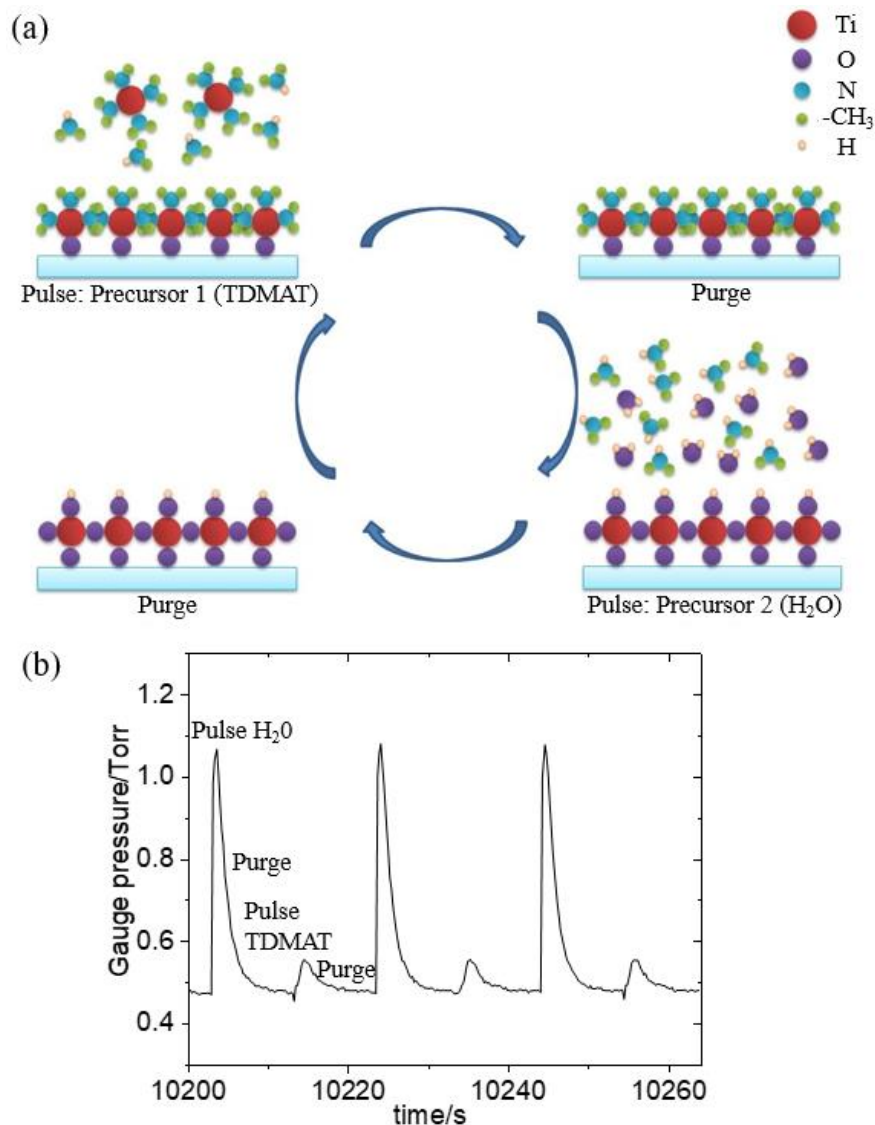 (a)
Ti
O
N
-CH₃
H
Pulse: Precursor 1 (TDMAT)
Purge
Purge
Pulse: Precursor 2 (H₂O)
(b)
Gauge pressure/Torr
1.2
1.0
0.8
0.6
0.4
Pulse H₂0
Purge
Pulse
TDMAT
Purge
10200
10220
10240
10260
time/s